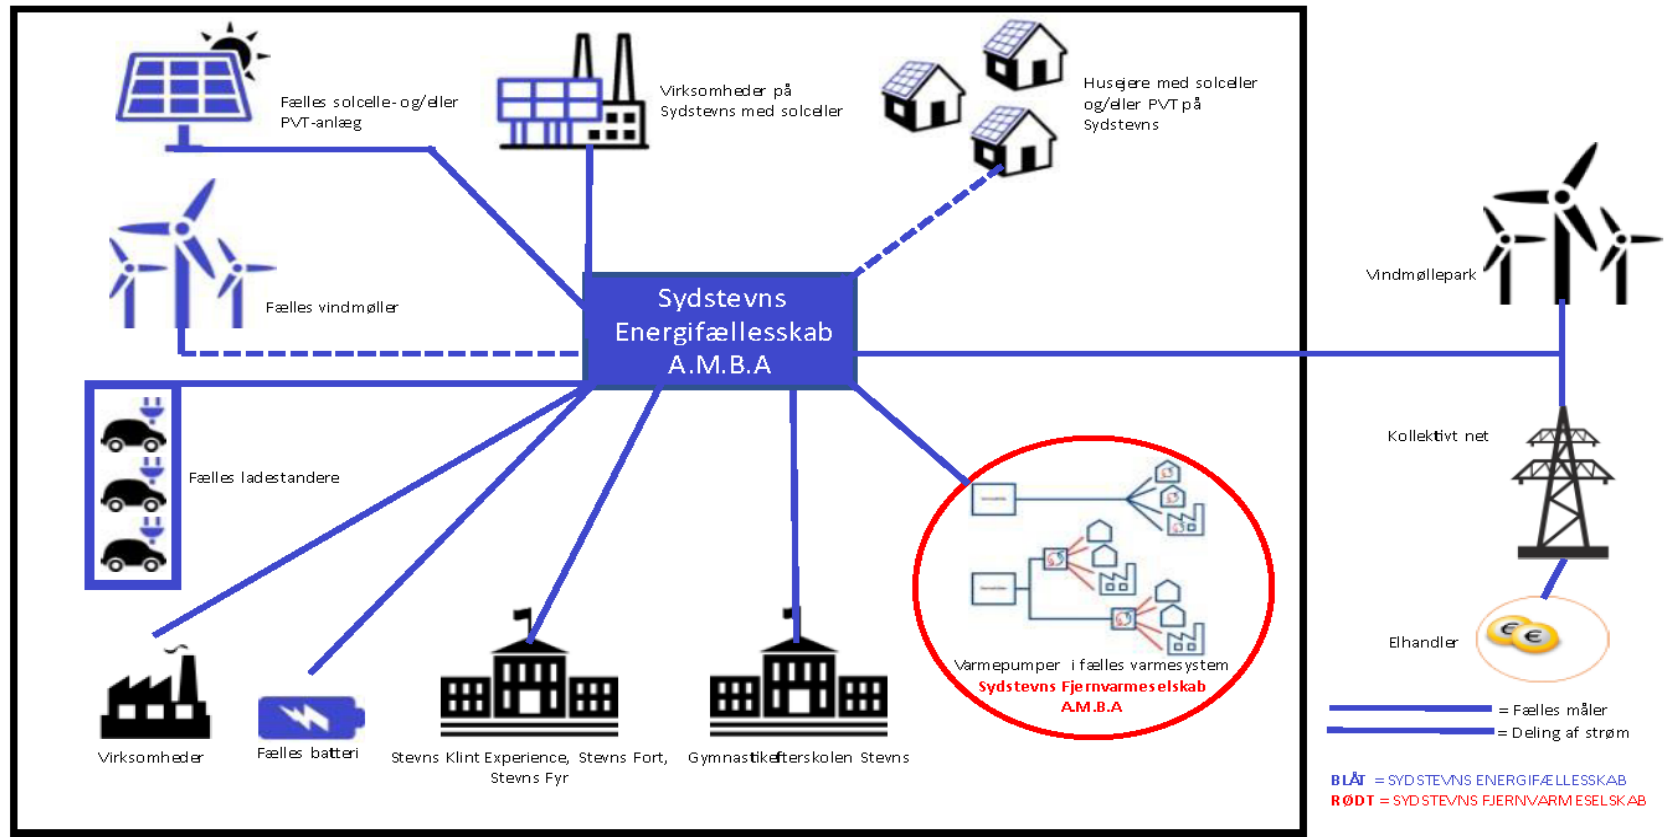 Fælles solcelle- og/eller
PVT-anlæg
Virksomheder på
Sydstevns med solceller
Husejere med solceller
og/eller PVT på
Sydstevns
Vindmøllepark
Fælles vindmøller
Sydstevns
Energifællesskab
A.M.B.A
Kollektivt net
Fælles ladestandere
Elhandler
Varmepumper i fælles varmesystem
Sydstevns Fjernvarmeselskab
A.M.B.A
Virksomheder
Fælles batteri
Stevns Klint Experience, Stevns Fort,
Stevns Fyr
Gymnastikefterskolen Stevns
= Fælles måler
= Deling af strøm
BLÅT = SYDSTEVNS ENERGIFÆLLESSKAB
RØDT = SYDSTEVNS FJERNVARMESELSKAB